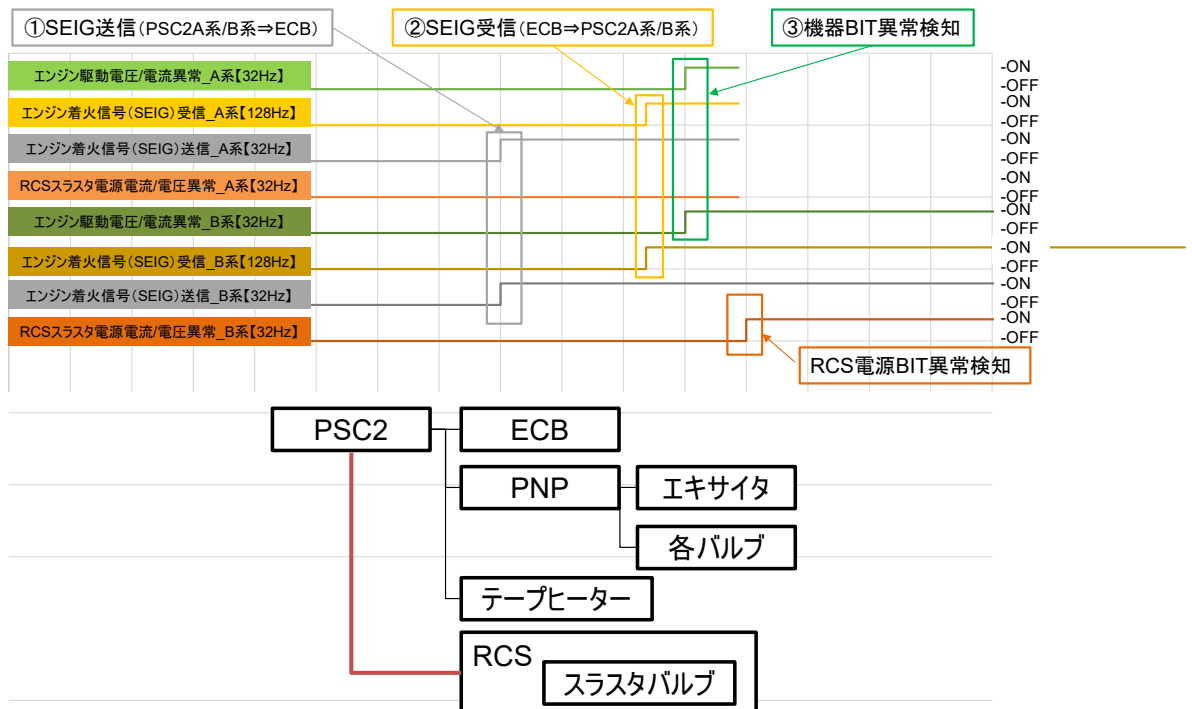 ①SEIG送信(PSC2A系/B系⇒ECB)
②SEIG受信(ECB⇒PSC2A系/B系)
③機器BIT異常検知
エンジン駆動電圧/電流異常_A系【32Hz】
-ON
-OFF
エンジン着火信号(SEIG)受信_A系【128Hz】
-ON
-OFF
エンジン着火信号(SEIG)送信_A系【32Hz】
-ON
-OFF
RCSスラスタ電源電流/電圧異常_A系【32Hz】
-ON
-OFF
エンジン駆動電圧/電流異常_B系【32Hz】
-ON
-OFF
エンジン着火信号(SEIG)受信_B系【128Hz】
-ON
-OFF
エンジン着火信号(SEIG)送信_B系【32Hz】
-ON
-OFF
RCSスラスタ電源電流/電圧異常_B系【32Hz】
-ON
-OFF
RCS電源BIT異常検知
PSC2
ECB
PNP
エキサイタ
各バルブ
テープヒーター
RCS
スラスタバルブ